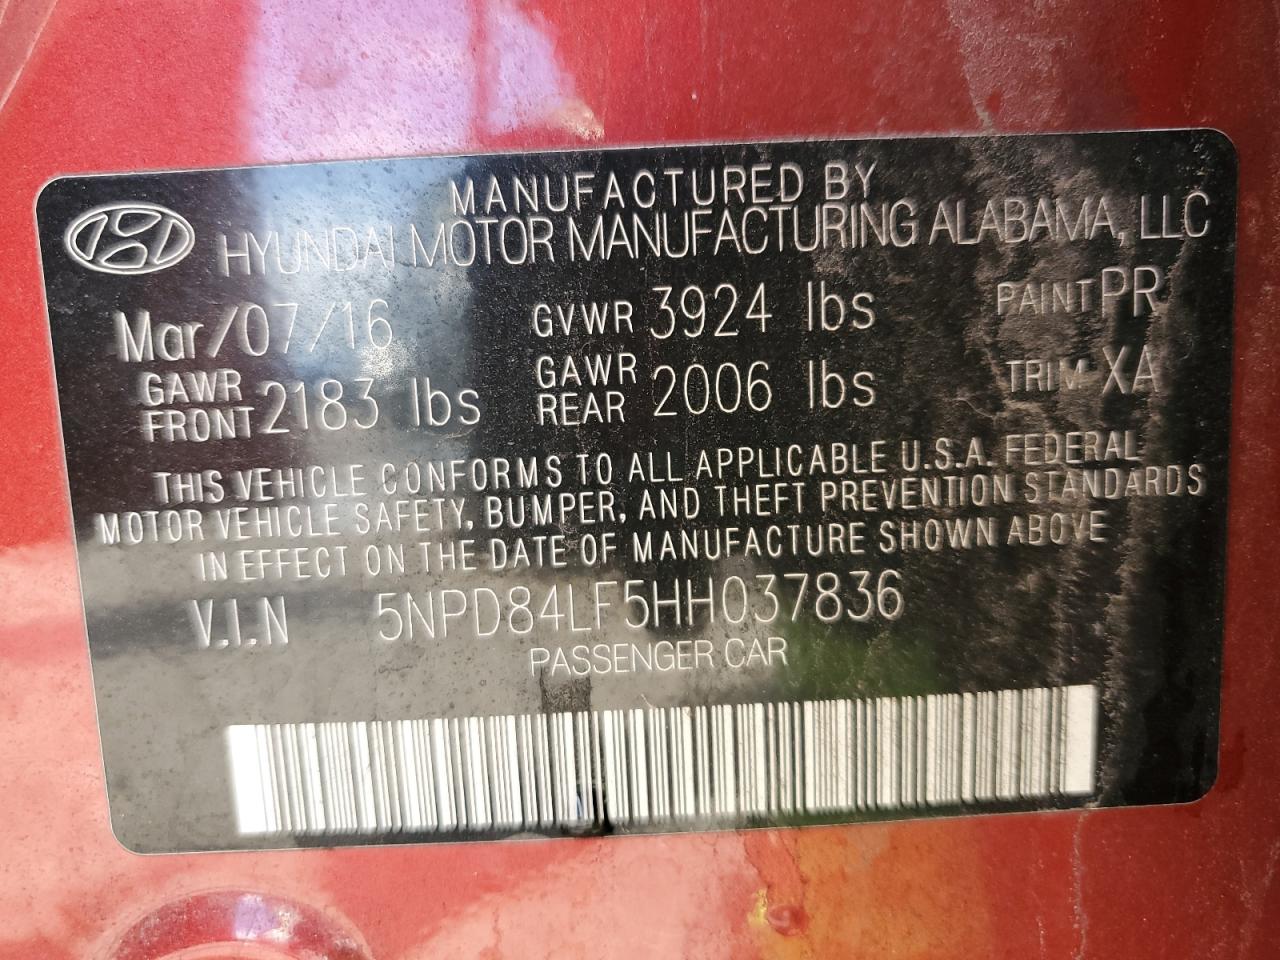 MANUFACTURED BY
HYUNDAI MOTOR MANUFACTURING ALABAMA, LLC
Mar/07/16 GVWR 3924 lbs PAINT PR
GAWR FRONT 2183 lbs GAWR REAR 2006 lbs TRIM XA
THIS VEHICLE CONFORMS TO ALL APPLICABLE U.S.A. FEDERAL
MOTOR VEHICLE SAFETY, BUMPER, AND THEFT PREVENTION STANDARDS
IN EFFECT ON THE DATE OF MANUFACTURE SHOWN ABOVE
V.I.N 5NPD84LF5HH037836
PASSENGER CAR